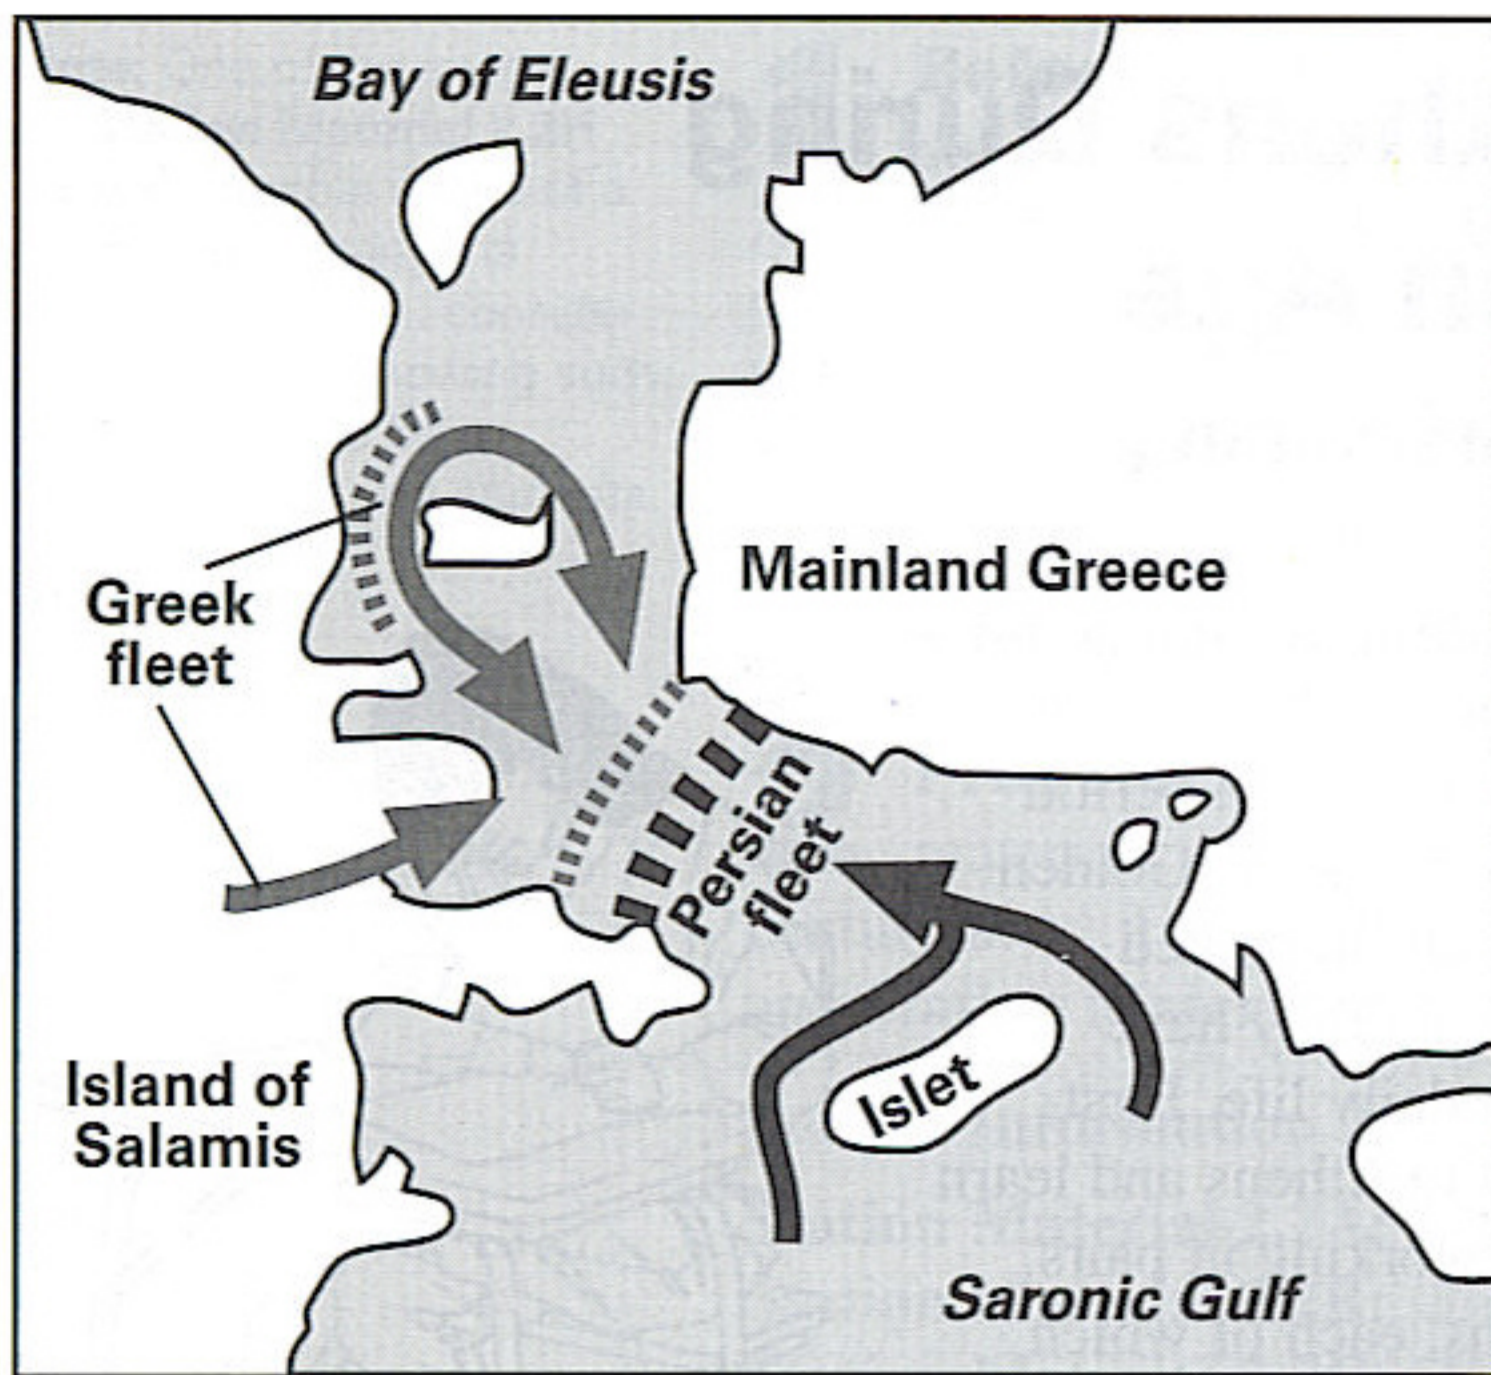 Bay of Eleusis
Mainland Greece
Greek
fleet
Persian
fleet
Islet
Island of
Salamis
Saronic Gulf